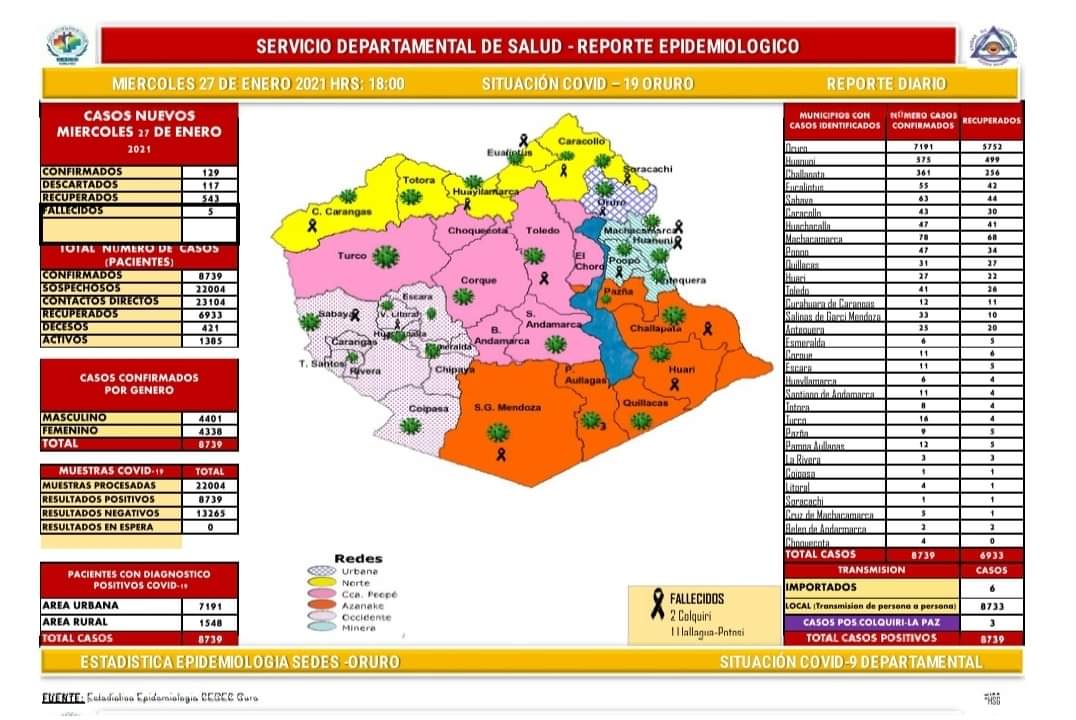 SERVICIO DEPARTAMENTAL DE SALUD - REPORTE EPIDEMIOLOGICO
MIERCOLES 27 DE ENERO 2021 HRS: 18:00 SITUACIÓN COVID – 19 ORURO REPORTE DIARIO
CASOS NUEVOS
MIERCOLES 27 DE ENERO
2021
CONFIRMADOS 129
DESCARTADOS 117
RECUPERADOS 543
FALLECIDOS 5
TOTAL NUMERO DE CASOS
(PACIENTES)
CONFIRMADOS 8739
SOSPECHOSOS 22004
CONTACTOS DIRECTOS 23104
RECUPERADOS 6933
DECESOS 421
ACTIVOS 1385
CASOS CONFIRMADOS
POR GENERO
MASCULINO 4401
FEMENINO 4338
TOTAL 8739
MUESTRAS COVID-19 TOTAL
MUESTRAS PROCESADAS 22004
RESULTADOS POSITIVOS 8739
RESULTADOS NEGATIVOS 13265
RESULTADOS EN ESPERA 0
PACIENTES CON DIAGNOSTICO
POSITIVOS COVID-19
AREA URBANA 7191
AREA RURAL 1548
TOTAL CASOS 8739
Caracollo
Eucaliptus
Soracachi
Totora
Huayllamarca
Oruro
C. Carangas
Choquecota
Toledo
Machacamarca
Huanuni
Turco
El
Choro
Poopó
Antequera
Corque
Pazña
Escara
Sabaya
V. Litoral
S.
Andamarca
Challapata
B.
Andamarca
Carangas
Esmeralda
T. Santos
Rivera
Chipaya
Huari
P.
Aullagas
Coipasa
S.G. Mendoza
Quillacas
3
Redes
Urbana
Norte
Cca. Poopó
Azanake
Occidente
Minera
FALLECIDOS
2 Colquiri
1 Llallagua-Potosi
MUNICIPIOS CON CASOS IDENTIFICADOS NÚMERO CASOS CONFIRMADOS RECUPERADOS
Oruro 7191 5752
Huanuni 575 499
Challapata 361 256
Eucaliptus 55 42
Sabaya 63 44
Caracollo 43 30
Huachacalla 47 41
Machacamarca 78 68
Poopo 47 34
Quillacas 31 27
Huari 27 22
Toledo 41 26
Curahuara de Carangas 12 11
Salinas de Garci Mendoza 33 10
Antequera 25 20
Esmeralda 6 5
Corque 11 6
Escara 11 5
Huayllamarca 6 4
Santiago de Andamarca 11 4
Totora 8 4
Turco 16 4
Pazña 9 5
Pampa Aullagas 12 5
La Rivera 3 3
Coipasa 1 1
Litoral 4 1
Soracachi 1 1
Cruz de Machacamarca 5 1
Belen de Andarmarca 2 2
Choquecota 4 0
TOTAL CASOS 8739 6933
TRANSMISION CASOS
IMPORTADOS 6
LOCAL (Transmision de persona a persona) 8733
CASOS POS COLQUIRI-LA PAZ 3
TOTAL CASOS POSITIVOS 8739
ESTADISTICA EPIDEMIOLOGIA SEDES -ORURO SITUACIÓN COVID-9 DEPARTAMENTAL
FUENTE: Estadistica Epidemiologia SEDES Oruro